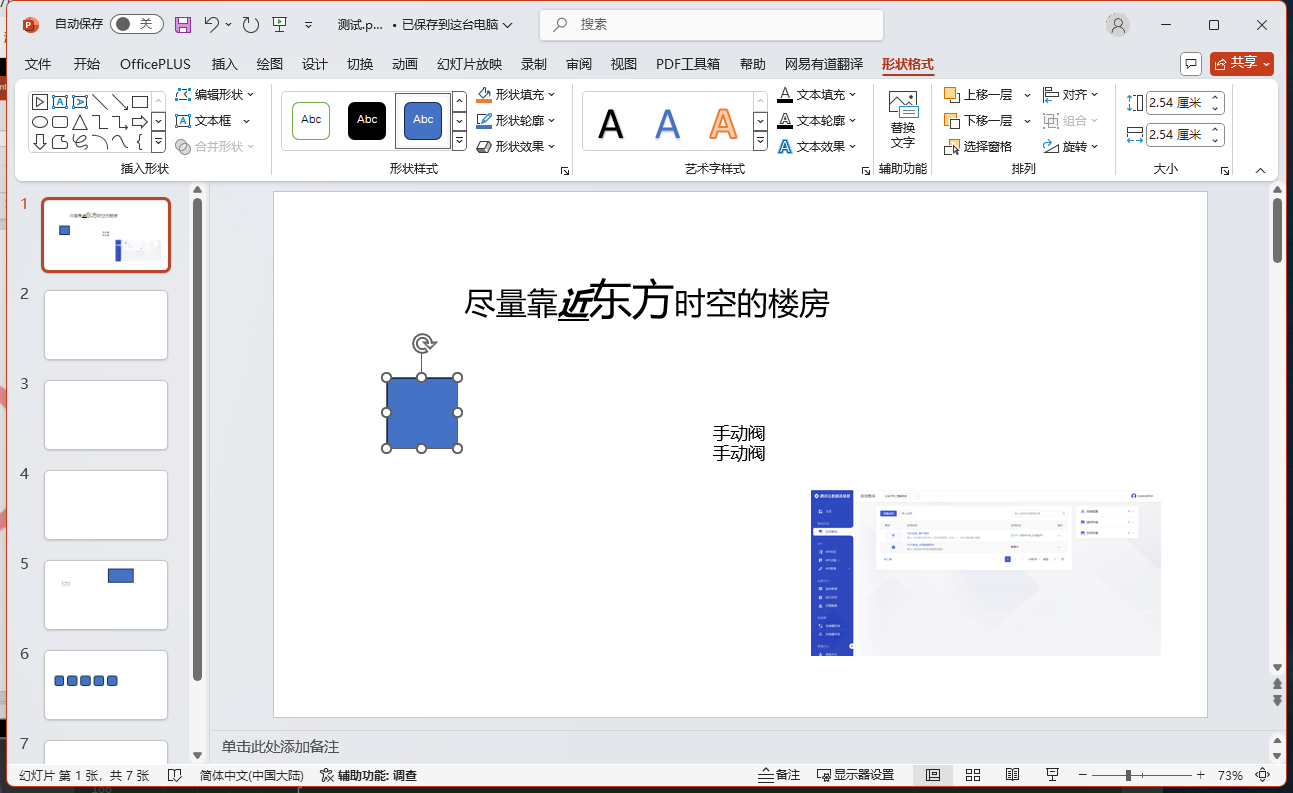 自动保存 关 测试.p... • 已保存到这台电脑 搜索
文件 开始 OfficePLUS 插入 绘图 设计 切换 动画 幻灯片放映 录制 审阅 视图 PDF工具箱 帮助 网易有道翻译 形状格式 共享
编辑形状 文本框 合并形状
插入形状
Abc Abc Abc
形状填充 形状轮廓 形状效果
形状样式
A A A
文本填充 文本轮廓 文本效果
艺术字样式
替换
文字
辅助功能
上移一层 下移一层 选择窗格 对齐 组合 旋转
排列
2.54 厘米
2.54 厘米
大小
1
2
3
4
5
6
7
尽量靠近东方时空的楼房
手动阀
手动阀
单击此处添加备注
幻灯片 第 1 张，共 7 张 简体中文(中国大陆) 辅助功能: 调查 备注 显示器设置 73%